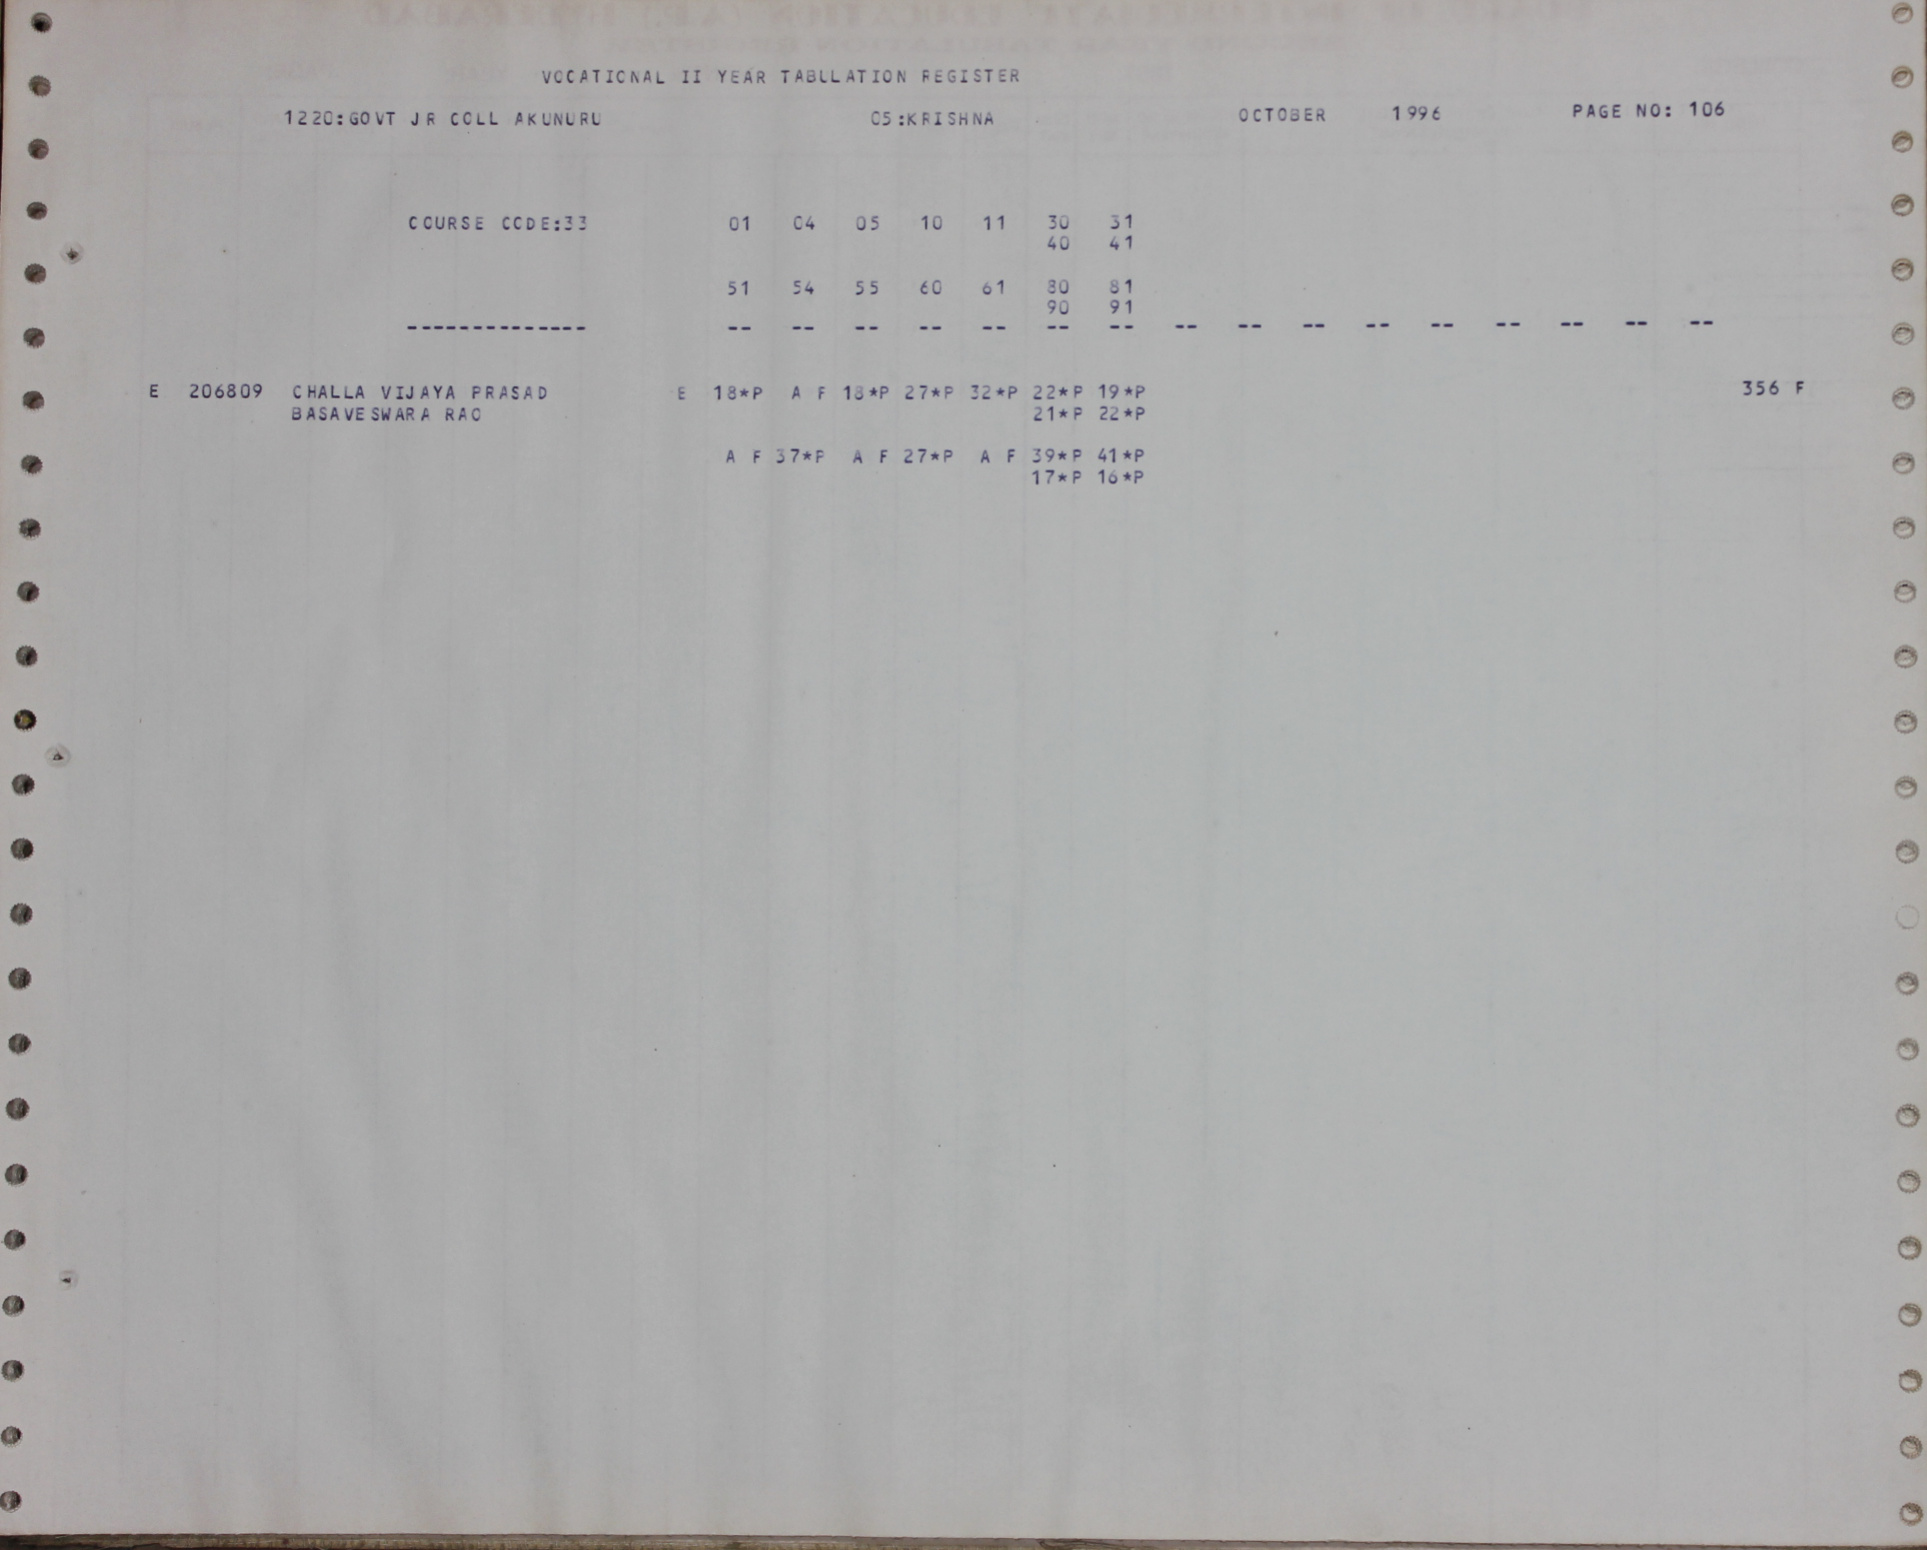 VOCATIONAL II YEAR TABULATION REGISTER
1220:GOVT JR COLL AKUNURU 05:KRISHNA OCTOBER 1996 PAGE NO: 106
COURSE CODE:33 01 04 05 10 11 30 31
40 41
51 54 55 60 61 80 81
90 91
-------------- -- -- -- -- -- -- -- -- -- -- -- -- -- -- -- --
E 206809 CHALLA VIJAYA PRASAD E 18*P A F 18*P 27*P 32*P 22*P 19*P 356 F
BASAVESWARA RAO 21*P 22*P
A F 37*P A F 27*P A F 39*P 41*P
17*P 16*P